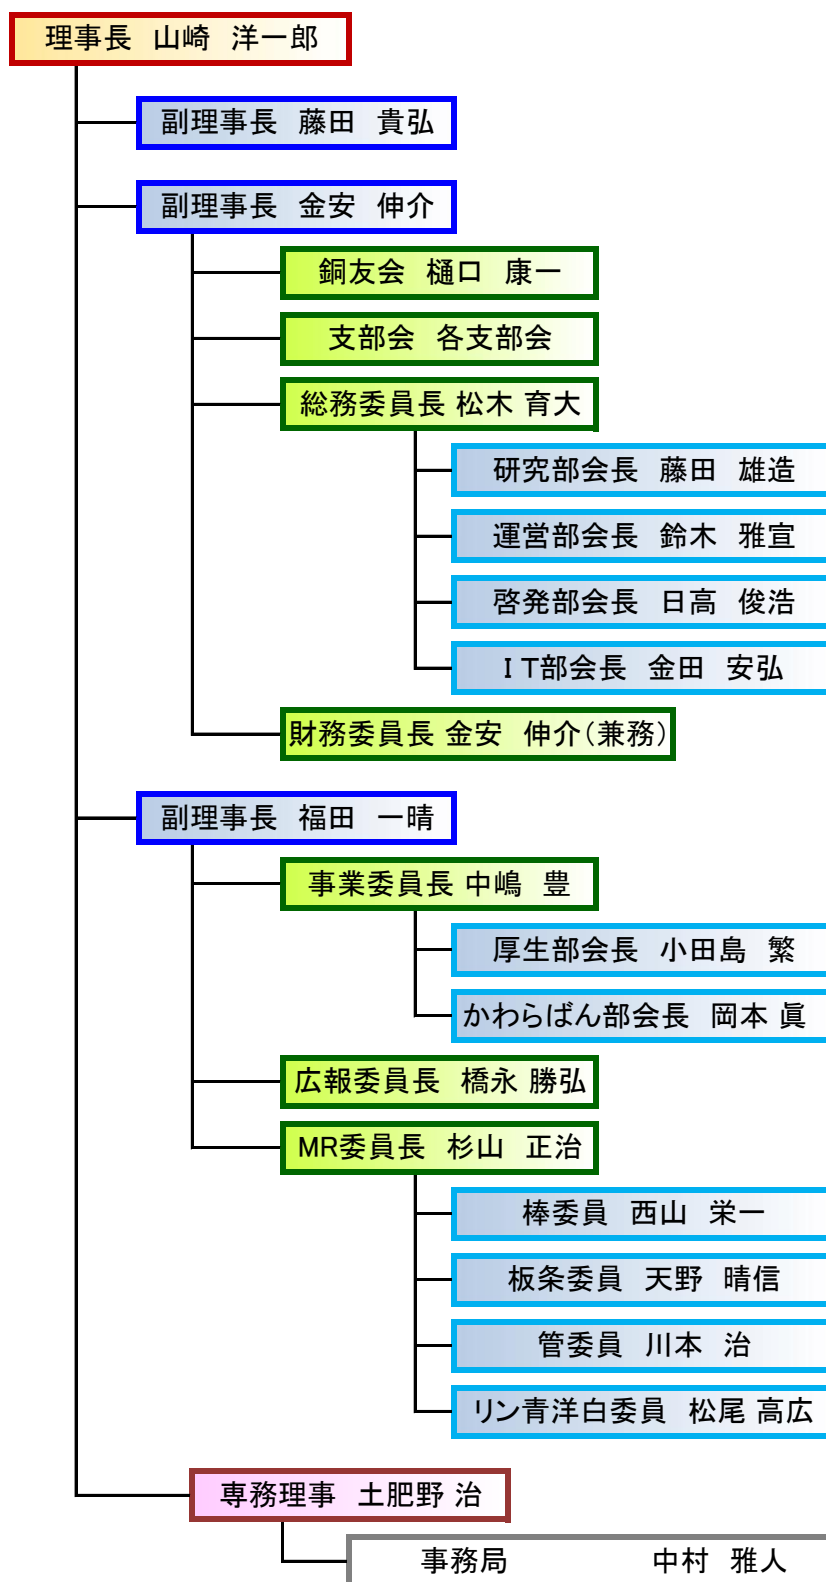 理事長 山崎 洋一郎
副理事長 藤田 貴弘
副理事長 金安 伸介
銅友会 樋口 康一
支部会 各支部会
総務委員長 松木 育大
研究部会長 藤田 雄造
運営部会長 鈴木 雅宣
啓発部会長 日高 俊浩
IT部会長 金田 安弘
財務委員長 金安 伸介(兼務)
副理事長 福田 一晴
事業委員長 中嶋 豊
厚生部会長 小田島 繁
かわらばん部会長 岡本 眞
広報委員長 橋永 勝弘
MR委員長 杉山 正治
棒委員 西山 栄一
板条委員 天野 晴信
管委員 川本 治
リン青洋白委員 松尾 高広
専務理事 土肥野 治
事務局 中村 雅人